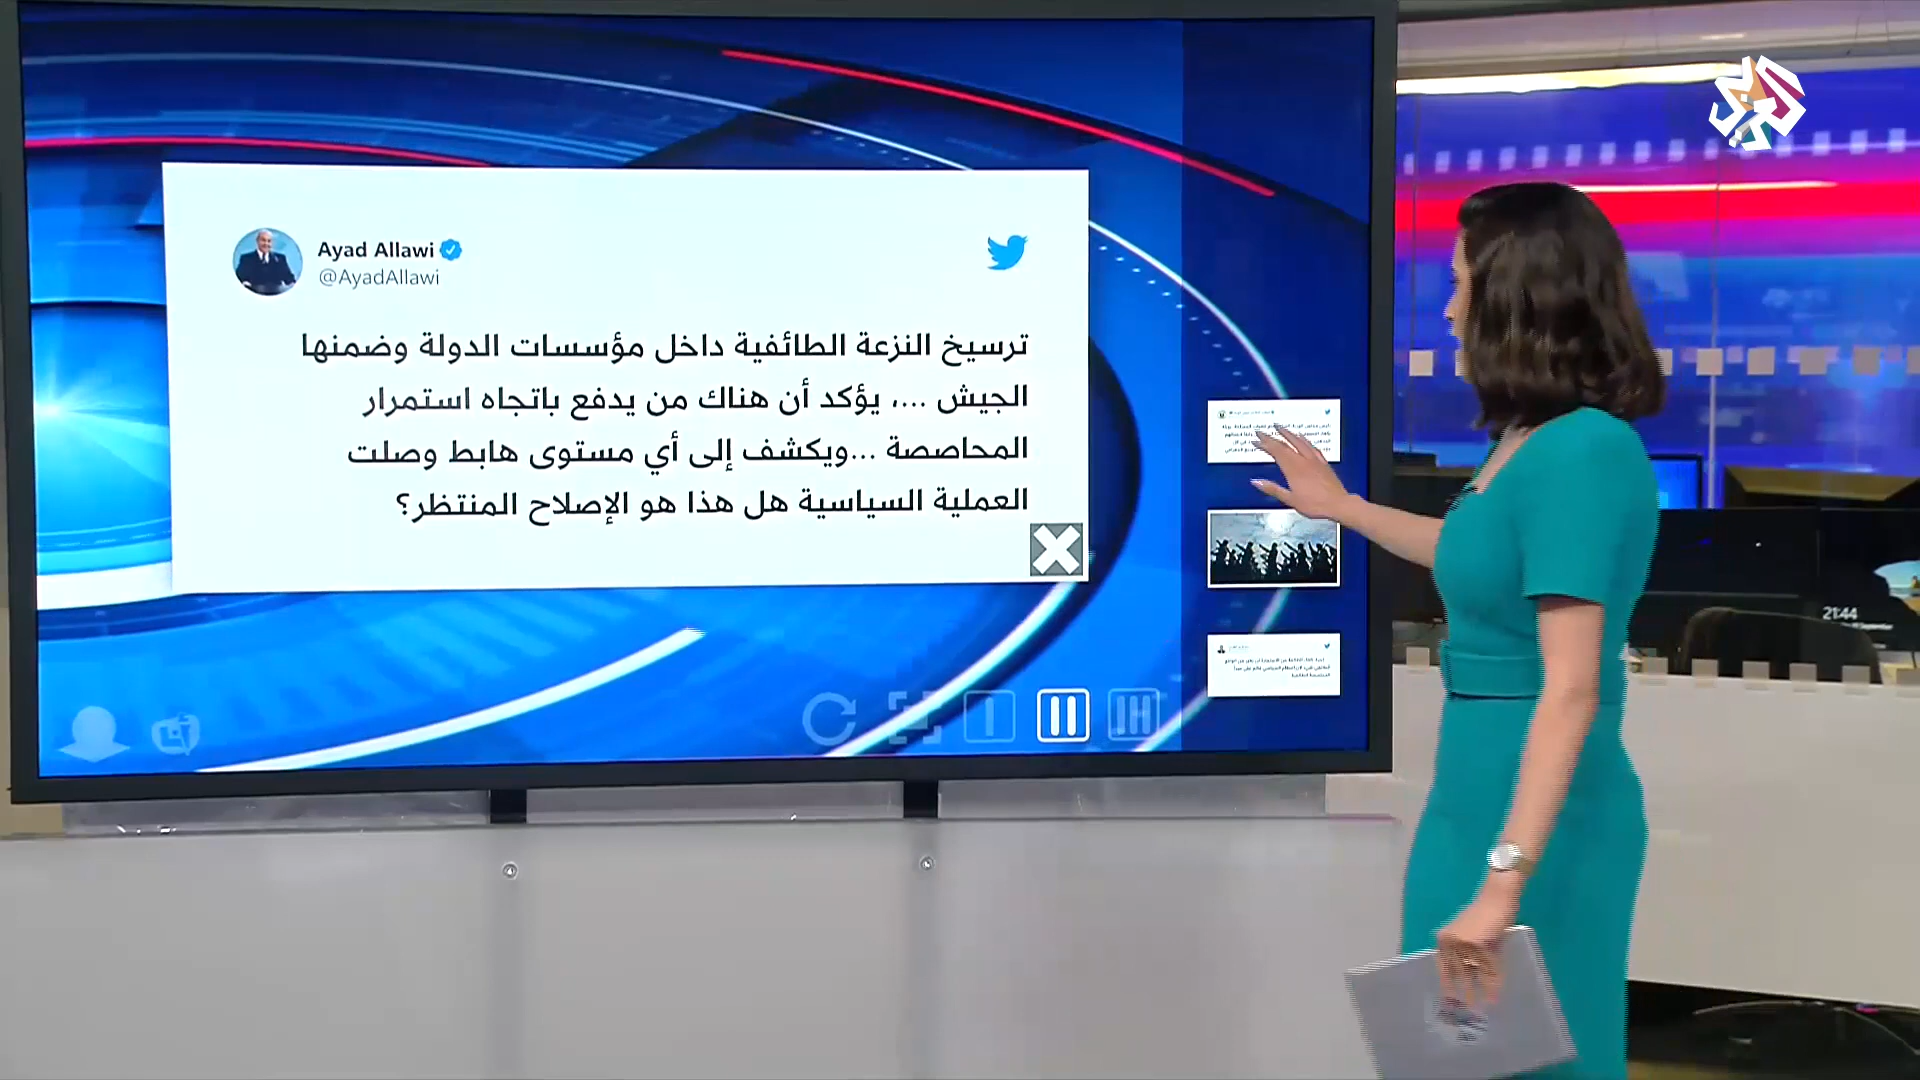 Ayad Allawi
@AyadAllawi
ترسيخ النزعة الطائفية داخل مؤسسات الدولة وضمنها
الجيش ...، يؤكد أن هناك من يدفع باتجاه استمرار
المحاصصة ...ويكشف إلى أي مستوى هابط وصلت
العملية السياسية هل هذا هو الإصلاح المنتظر؟
21:44